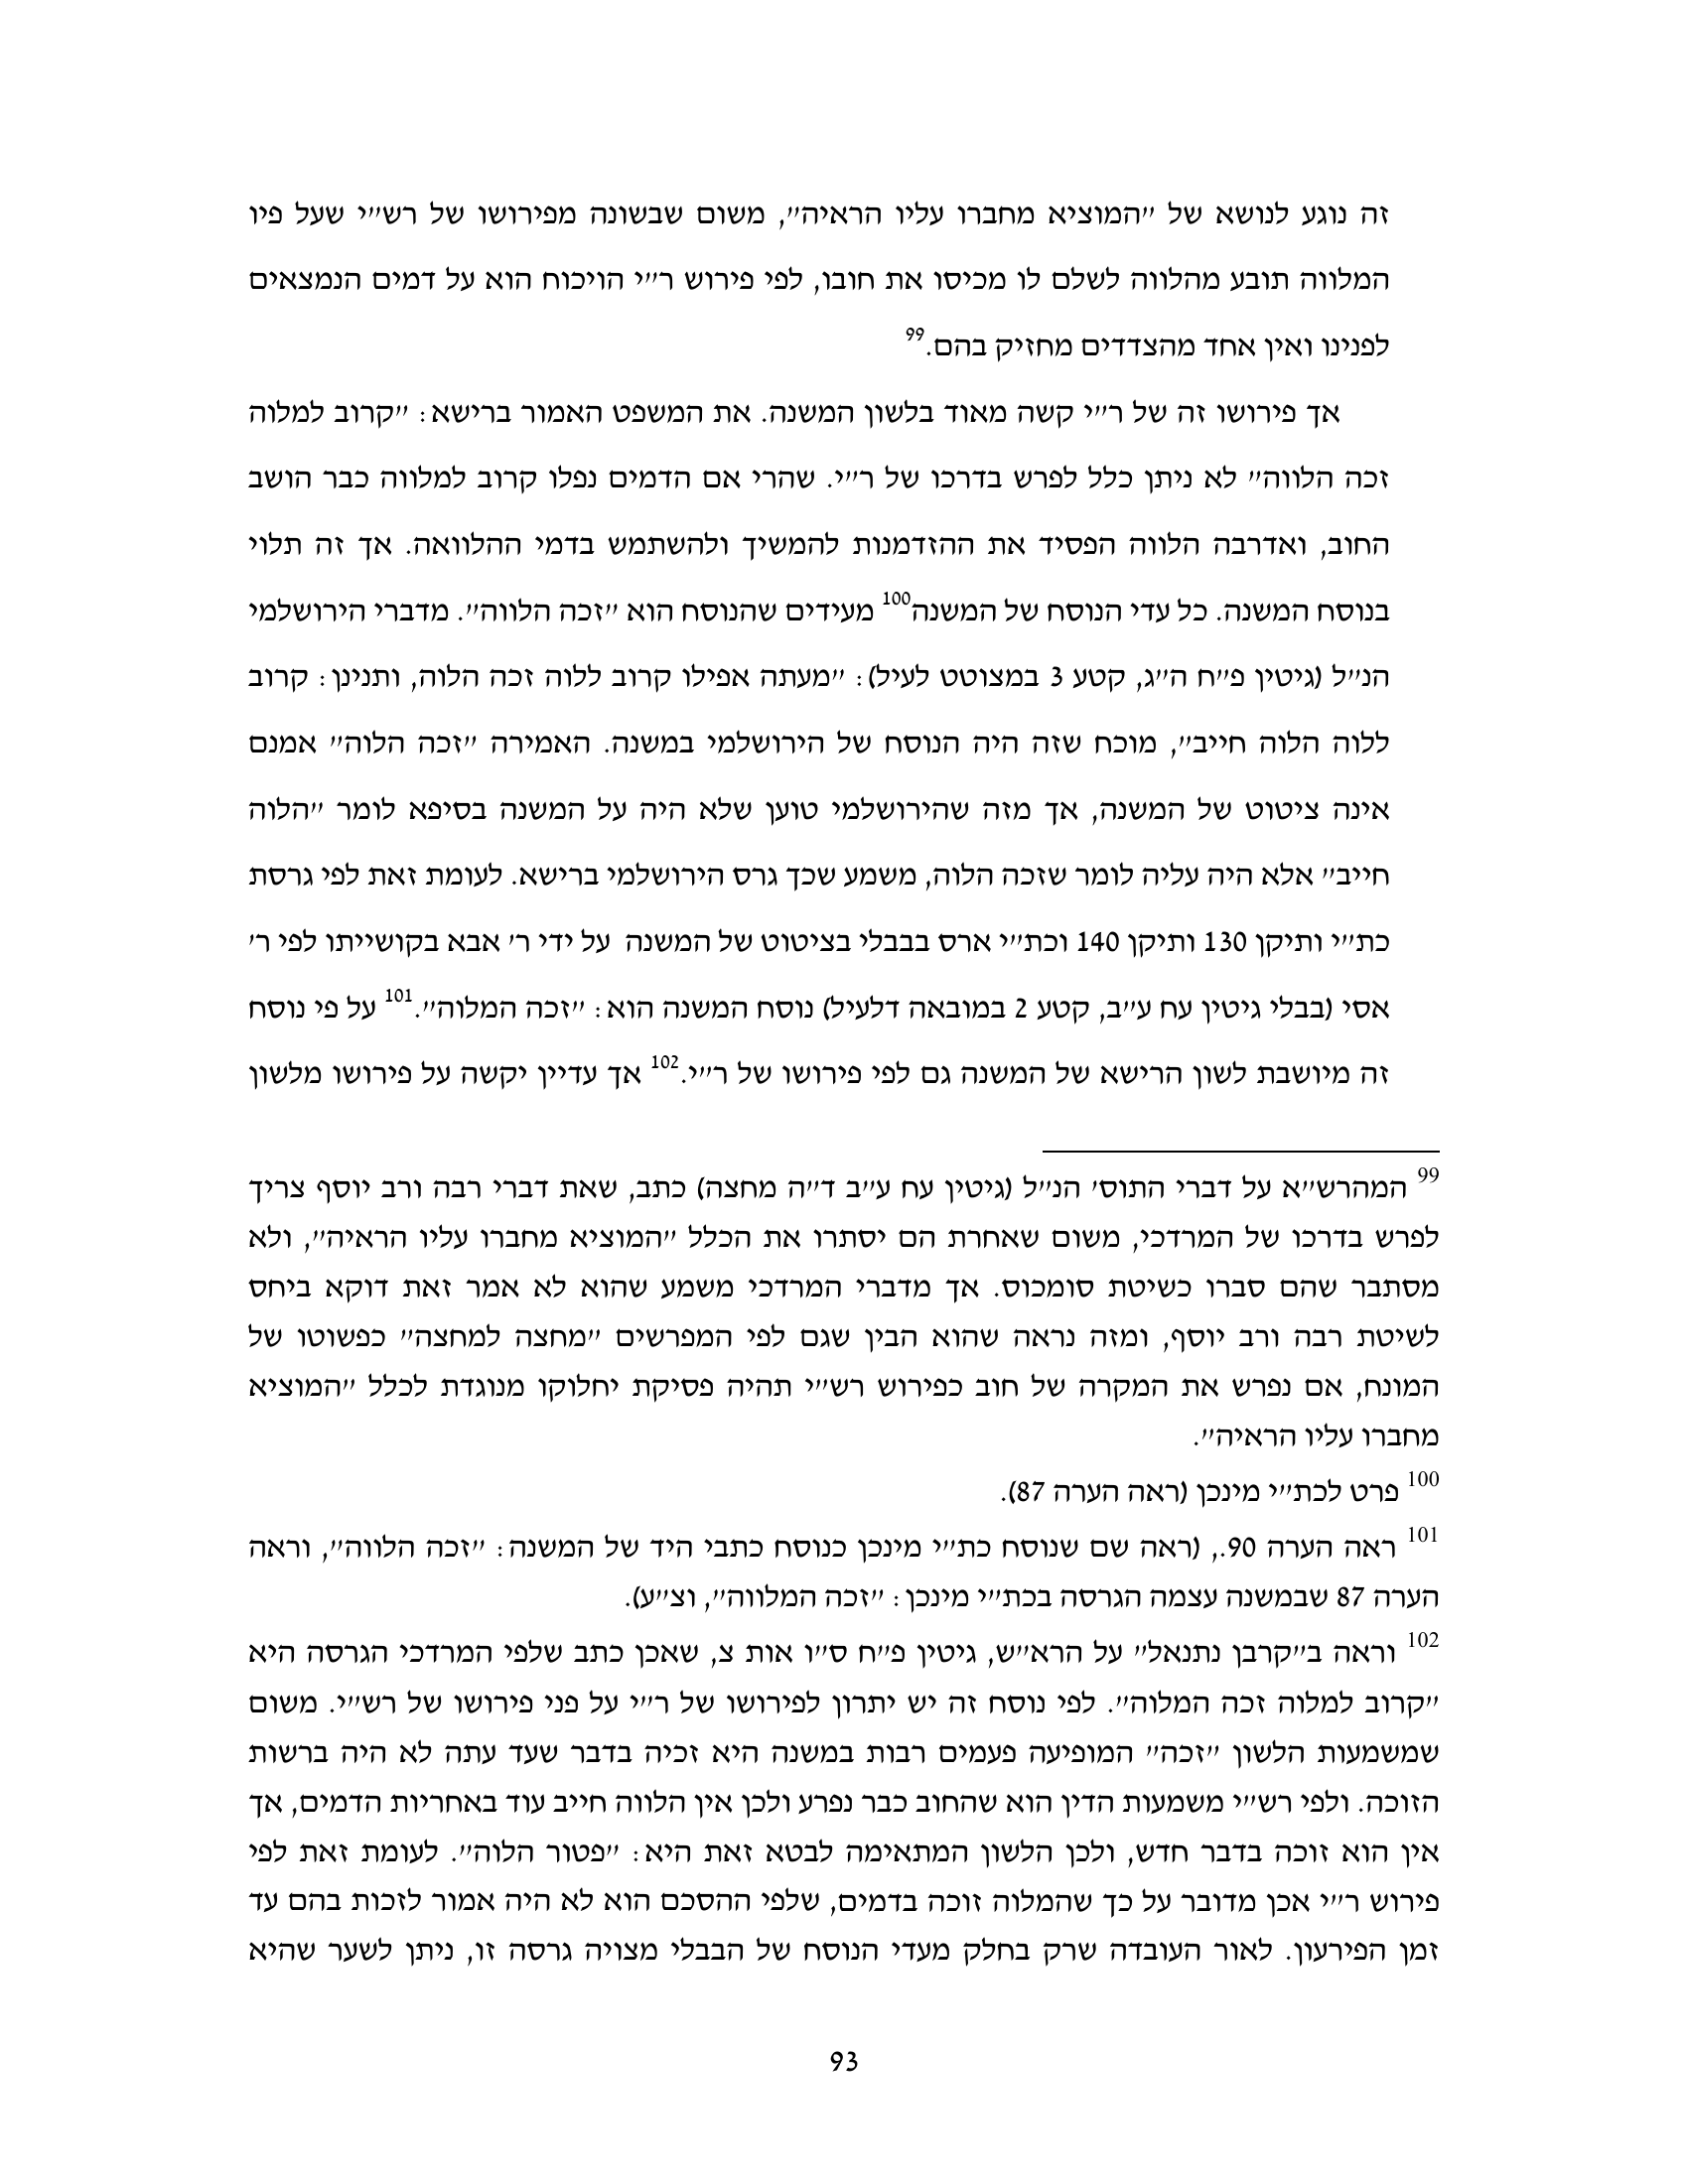 זה נוגע לנושא של "המוציא מחברו עליו הראיה", משום שבשונה מפירושו של רש"י שעל פיו
המלווה תובע מהלווה לשלם לו מכיסו את חובו, לפי פירוש ר"י הויכוח הוא על דמים הנמצאים
לפנינו ואין אחד מהצדדים מחזיק בהם.99
אך פירושו זה של ר"י קשה מאוד בלשון המשנה. את המשפט האמור ברישא: "קרוב למלוה
זכה הלווה" לא ניתן כלל לפרש בדרכו של ר"י. שהרי אם הדמים נפלו קרוב למלווה כבר הושב
החוב, ואדרבה הלווה הפסיד את ההזדמנות להמשיך ולהשתמש בדמי ההלוואה. אך זה תלוי
בנוסח המשנה. כל עדי הנוסח של המשנה100 מעידים שהנוסח הוא "זכה הלווה". מדברי הירושלמי
הנ"ל (גיטין פ"ח ה"ג, קטע 3 במצוטט לעיל): "מעתה אפילו קרוב ללוה זכה הלוה, ותנינן: קרוב
ללוה הלוה חייב", מוכח שזה היה הנוסח של הירושלמי במשנה. האמירה "זכה הלוה" אמנם
אינה ציטוט של המשנה, אך מזה שהירושלמי טוען שלא היה על המשנה בסיפא לומר "הלוה
חייב" אלא היה עליה לומר שזכה הלוה, משמע שכך גרס הירושלמי ברישא. לעומת זאת לפי גרסת
כת"י ותיקן 130 ותיקן 140 וכת"י ארס בבבלי בציטוט של המשנה  על ידי ר' אבא בקושייתו לפי ר'
אסי (בבלי גיטין עח ע"ב, קטע 2 במובאה דלעיל) נוסח המשנה הוא: "זכה המלוה".101 על פי נוסח
זה מיושבת לשון הרישא של המשנה גם לפי פירושו של ר"י.102 אך עדיין יקשה על פירושו מלשון
99 המהרש"א על דברי התוס' הנ"ל (גיטין עח ע"ב ד"ה מחצה) כתב, שאת דברי רבה ורב יוסף צריך
לפרש בדרכו של המרדכי, משום שאחרת הם יסתרו את הכלל "המוציא מחברו עליו הראיה", ולא
מסתבר שהם סברו כשיטת סומכוס. אך מדברי המרדכי משמע שהוא לא אמר זאת דוקא ביחס
לשיטת רבה ורב יוסף, ומזה נראה שהוא הבין שגם לפי המפרשים "מחצה למחצה" כפשוטו של
המונח, אם נפרש את המקרה של חוב כפירוש רש"י תהיה פסיקת יחלוקו מנוגדת לכלל "המוציא
מחברו עליו הראיה".
100 פרט לכת"י מינכן (ראה הערה 87).
101 ראה הערה 90., (ראה שם שנוסח כת"י מינכן כנוסח כתבי היד של המשנה: "זכה הלווה", וראה
הערה 87 שבמשנה עצמה הגרסה בכת"י מינכן: "זכה המלווה", וצ"ע).
102 וראה ב"קרבן נתנאל" על הרא"ש, גיטין פ"ח ס"ו אות צ, שאכן כתב שלפי המרדכי הגרסה היא
"קרוב למלוה זכה המלוה". לפי נוסח זה יש יתרון לפירושו של ר"י על פני פירושו של רש"י. משום
שמשמעות הלשון "זכה" המופיעה פעמים רבות במשנה היא זכיה בדבר שעד עתה לא היה ברשות
הזוכה. ולפי רש"י משמעות הדין הוא שהחוב כבר נפרע ולכן אין הלווה חייב עוד באחריות הדמים, אך
אין הוא זוכה בדבר חדש, ולכן הלשון המתאימה לבטא זאת היא: "פטור הלוה". לעומת זאת לפי
פירוש ר"י אכן מדובר על כך שהמלוה זוכה בדמים, שלפי ההסכם הוא לא היה אמור לזכות בהם עד
זמן הפירעון. לאור העובדה שרק בחלק מעדי הנוסח של הבבלי מצויה גרסה זו, ניתן לשער שהיא
93